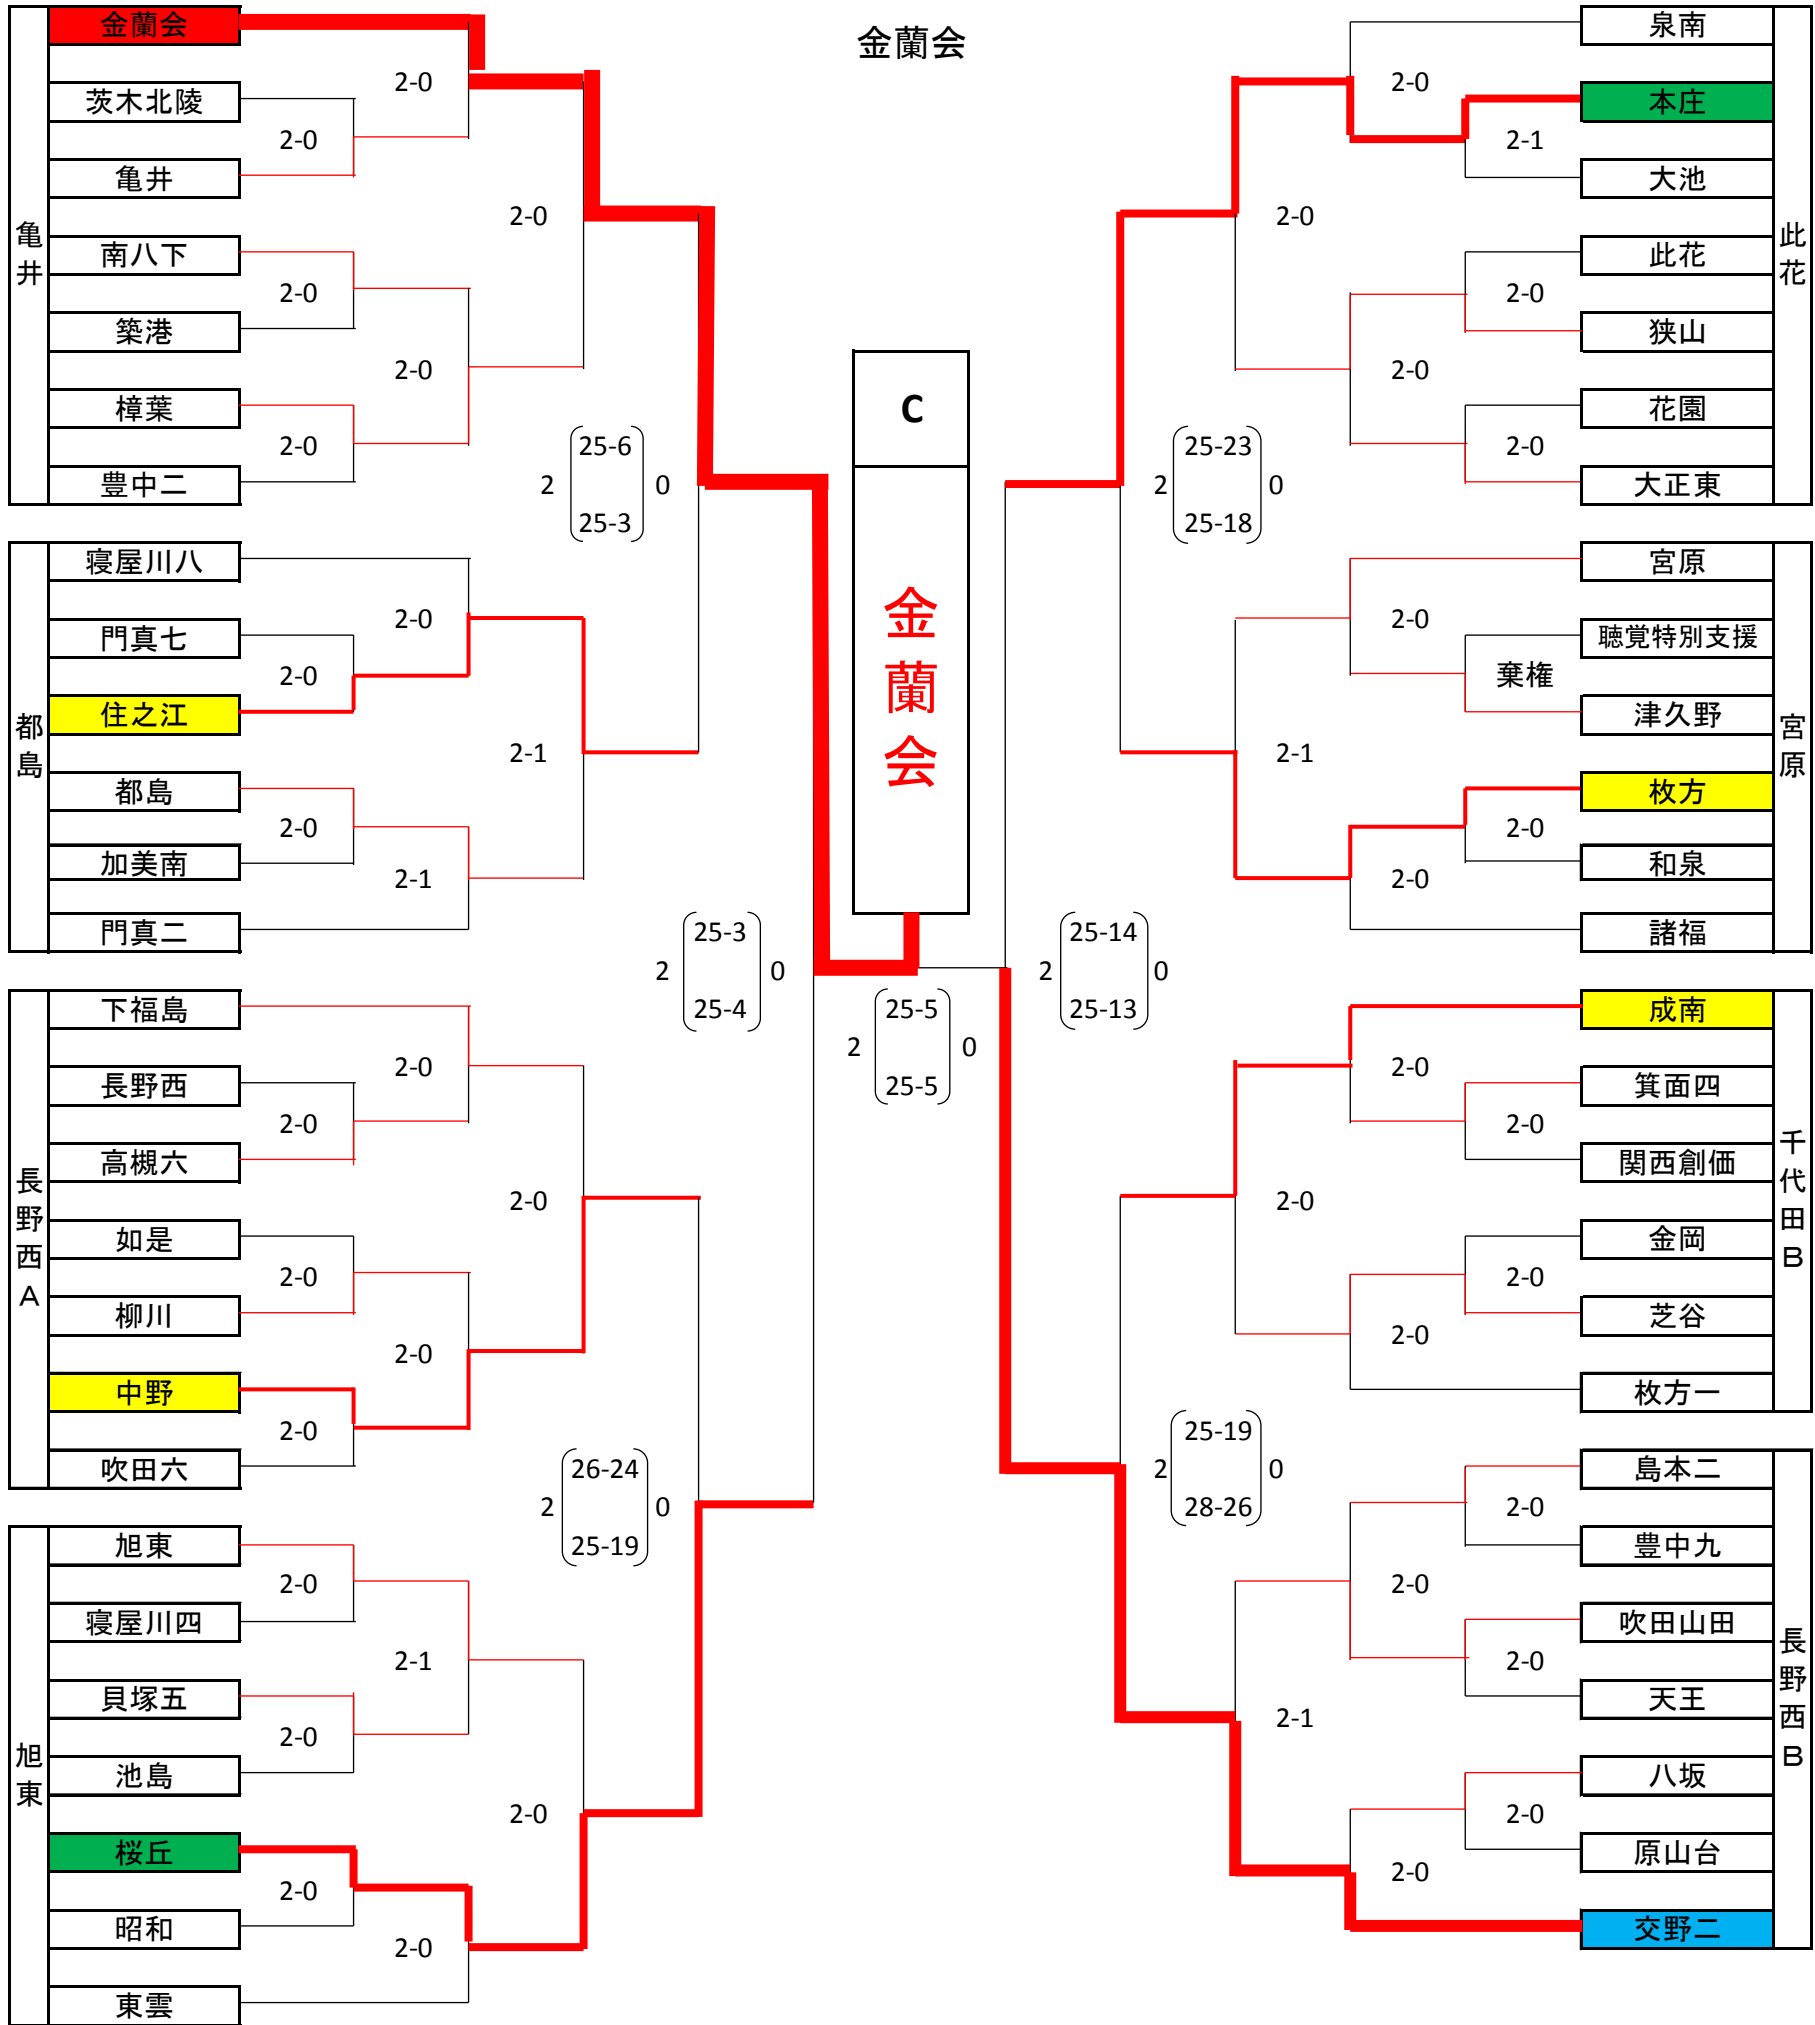 金蘭会
亀井
金蘭会
茨木北陵
亀井
南八下
築港
樟葉
豊中二
2-0
2-0
2-0
2-0
2-0
2-0
2
25-6
25-3
0
都島
寝屋川八
門真七
住之江
都島
加美南
門真二
2-0
2-0
2-1
2-0
2-1
2
25-3
25-4
0
長野西A
下福島
長野西
高槻六
如是
柳川
中野
吹田六
2-0
2-0
2-0
2-0
2-0
2-0
2
26-24
25-19
0
旭東
旭東
寝屋川四
貝塚五
池島
桜丘
昭和
東雲
2-0
2-1
2-0
2-0
2-0
2-0
C
金蘭会
2
25-5
25-5
0
此花
泉南
本庄
大池
此花
狭山
花園
大正東
2-0
2-1
2-0
2-0
2-0
2-0
2
25-23
25-18
0
宮原
宮原
聴覚特別支援
津久野
枚方
和泉
諸福
2-0
棄権
2-1
2-0
2-0
2
25-14
25-13
0
千代田B
成南
箕面四
関西創価
金岡
芝谷
枚方一
2-0
2-0
2-0
2-0
2-0
2
25-19
28-26
0
長野西B
島本二
豊中九
吹田山田
天王
八坂
原山台
交野二
2-0
2-0
2-0
2-1
2-0
2-0